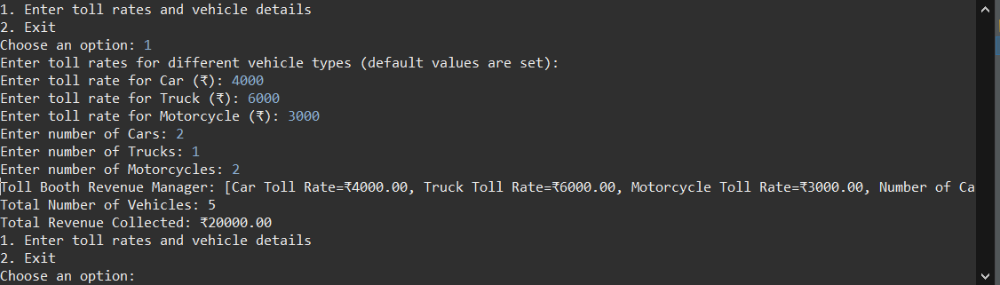 1. Enter toll rates and vehicle details
2. Exit
Choose an option: 1
Enter toll rates for different vehicle types (default values are set):
Enter toll rate for Car (₹): 4000
Enter toll rate for Truck (₹): 6000
Enter toll rate for Motorcycle (₹): 3000
Enter number of Cars: 2
Enter number of Trucks: 1
Enter number of Motorcycles: 2
Toll Booth Revenue Manager: [Car Toll Rate=₹4000.00, Truck Toll Rate=₹6000.00, Motorcycle Toll Rate=₹3000.00, Number of Ca
Total Number of Vehicles: 5
Total Revenue Collected: ₹20000.00
1. Enter toll rates and vehicle details
2. Exit
Choose an option: